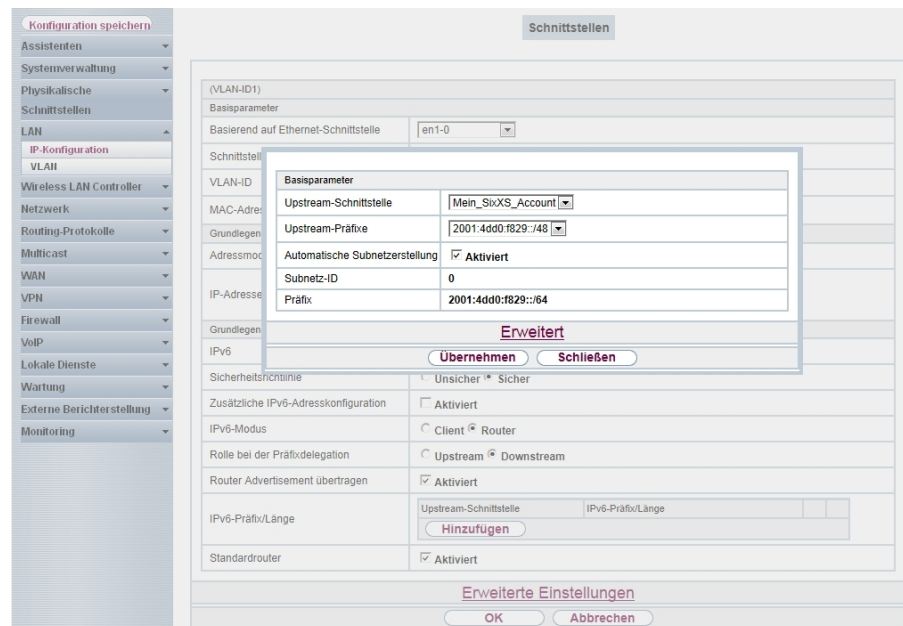 Konfiguration speichern
Assistenten
Systemverwaltung
Physikalische
Schnittstellen
LAN
IP-Konfiguration
VLAN
Wireless LAN Controller
Netzwerk
Routing-Protokolle
Multicast
WAN
VPN
Firewall
VoIP
Lokale Dienste
Wartung
Externe Berichterstellung
Monitoring
Schnittstellen
(VLAN-ID1)
Basisparameter
Basierend auf Ethernet-Schnittstelle en1-0
VLAN-ID
IPv6
Basisparameter
Upstream-Schnittstelle Mein_SixXS_Account
Upstream-Präfixe 2001:4dd0:f829::/48
Automatische Subnetzerstellung Aktiviert
Subnetz-ID 0
Präfix 2001:4dd0:f829::/64
Erweitert
Übernehmen Schließen
Sicherheitsrichtlinie Unsicher Sicher
Zusätzliche IPv6-Adresskonfiguration Aktiviert
IPv6-Modus Client Router
Rolle bei der Präfixdelegation Upstream Downstream
Router Advertisement übertragen Aktiviert
IPv6-Präfix/Länge
Upstream-Schnittstelle IPv6-Präfix/Länge
Hinzufügen
Standardrouter Aktiviert
Erweiterte Einstellungen
OK Abbrechen